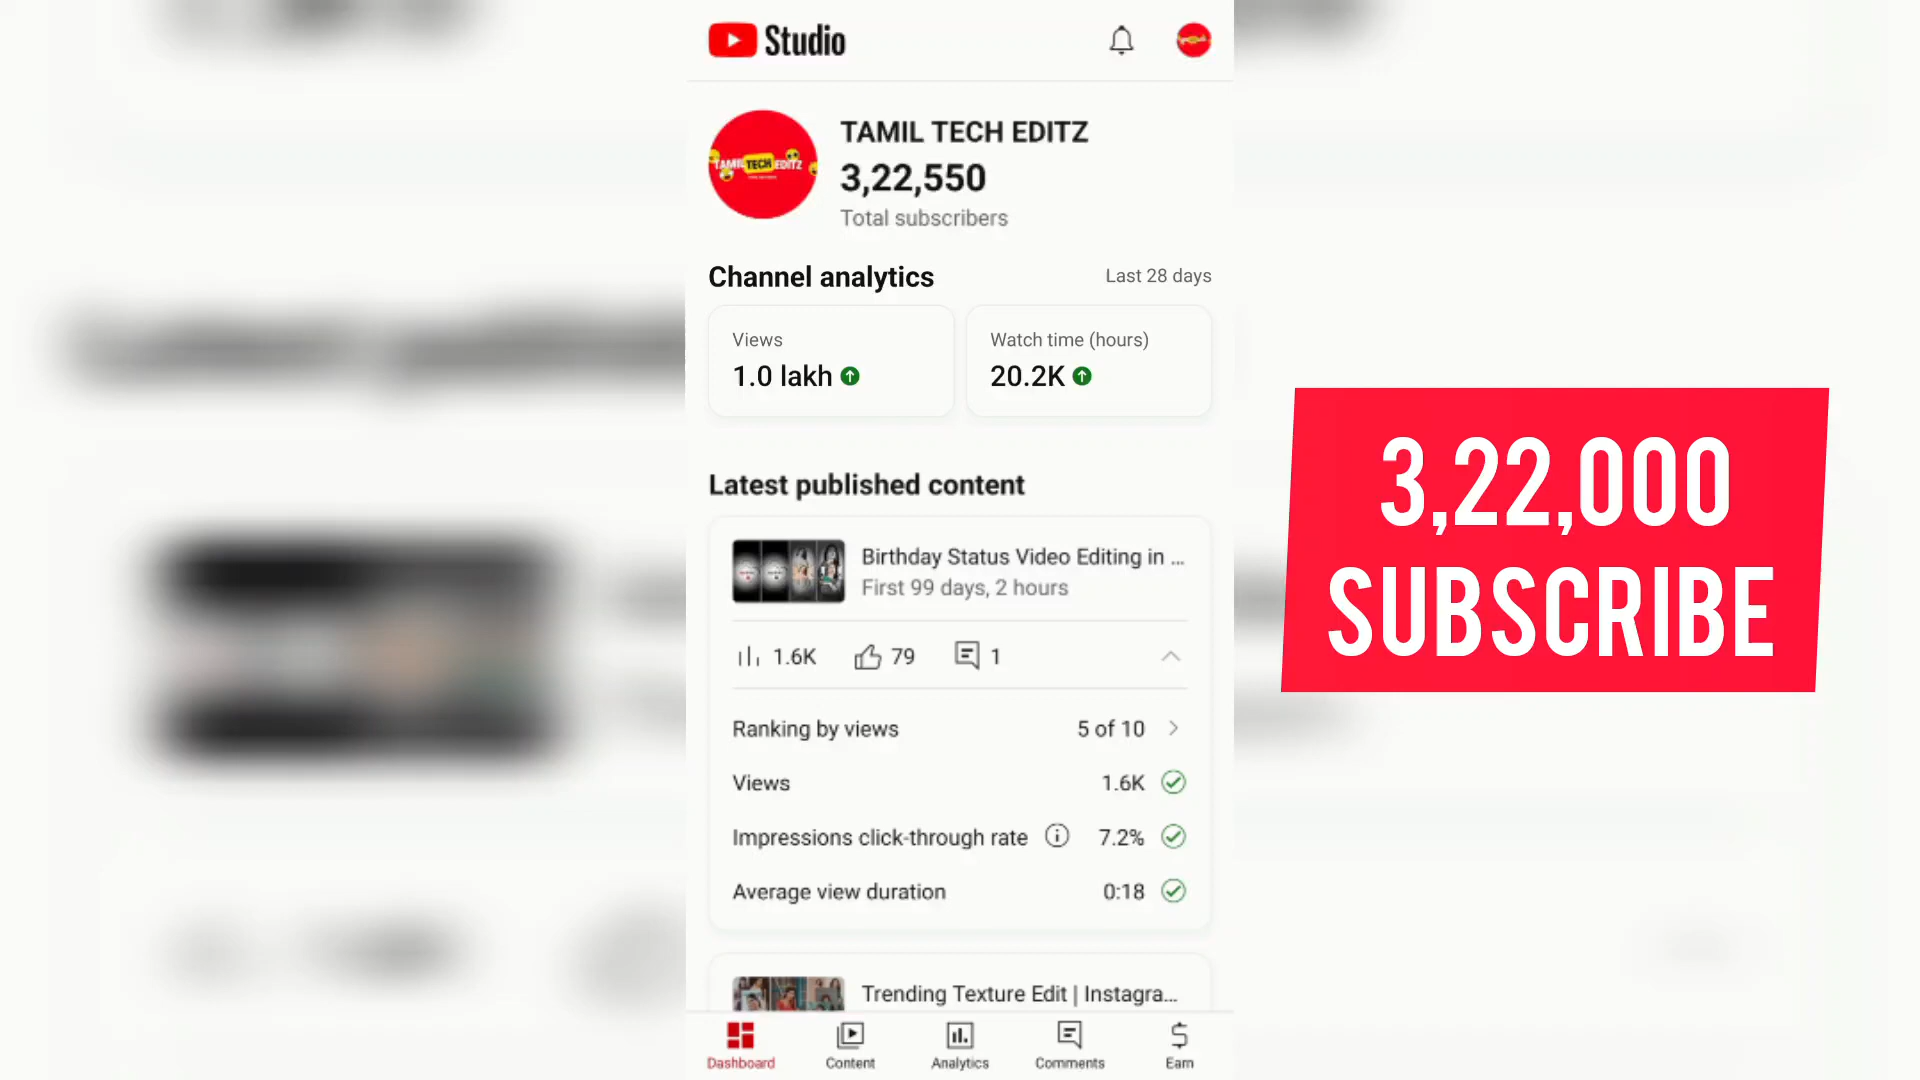 Studio
TAMIL TECH EDITZ
3,22,550
Total subscribers
TAMIL TECH EDITZ
Channel analytics
Last 28 days
Views
1.0 lakh
Watch time (hours)
20.2K
3,22,000
SUBSCRIBE
Latest published content
Birthday Status Video Editing in ...
First 99 days, 2 hours
1.6K
79
1
Ranking by views
5 of 10
Views
1.6K
Impressions click-through rate
7.2%
Average view duration
0:18
Trending Texture Edit | Instagra...
Dashboard
Content
Analytics
Comments
Earn